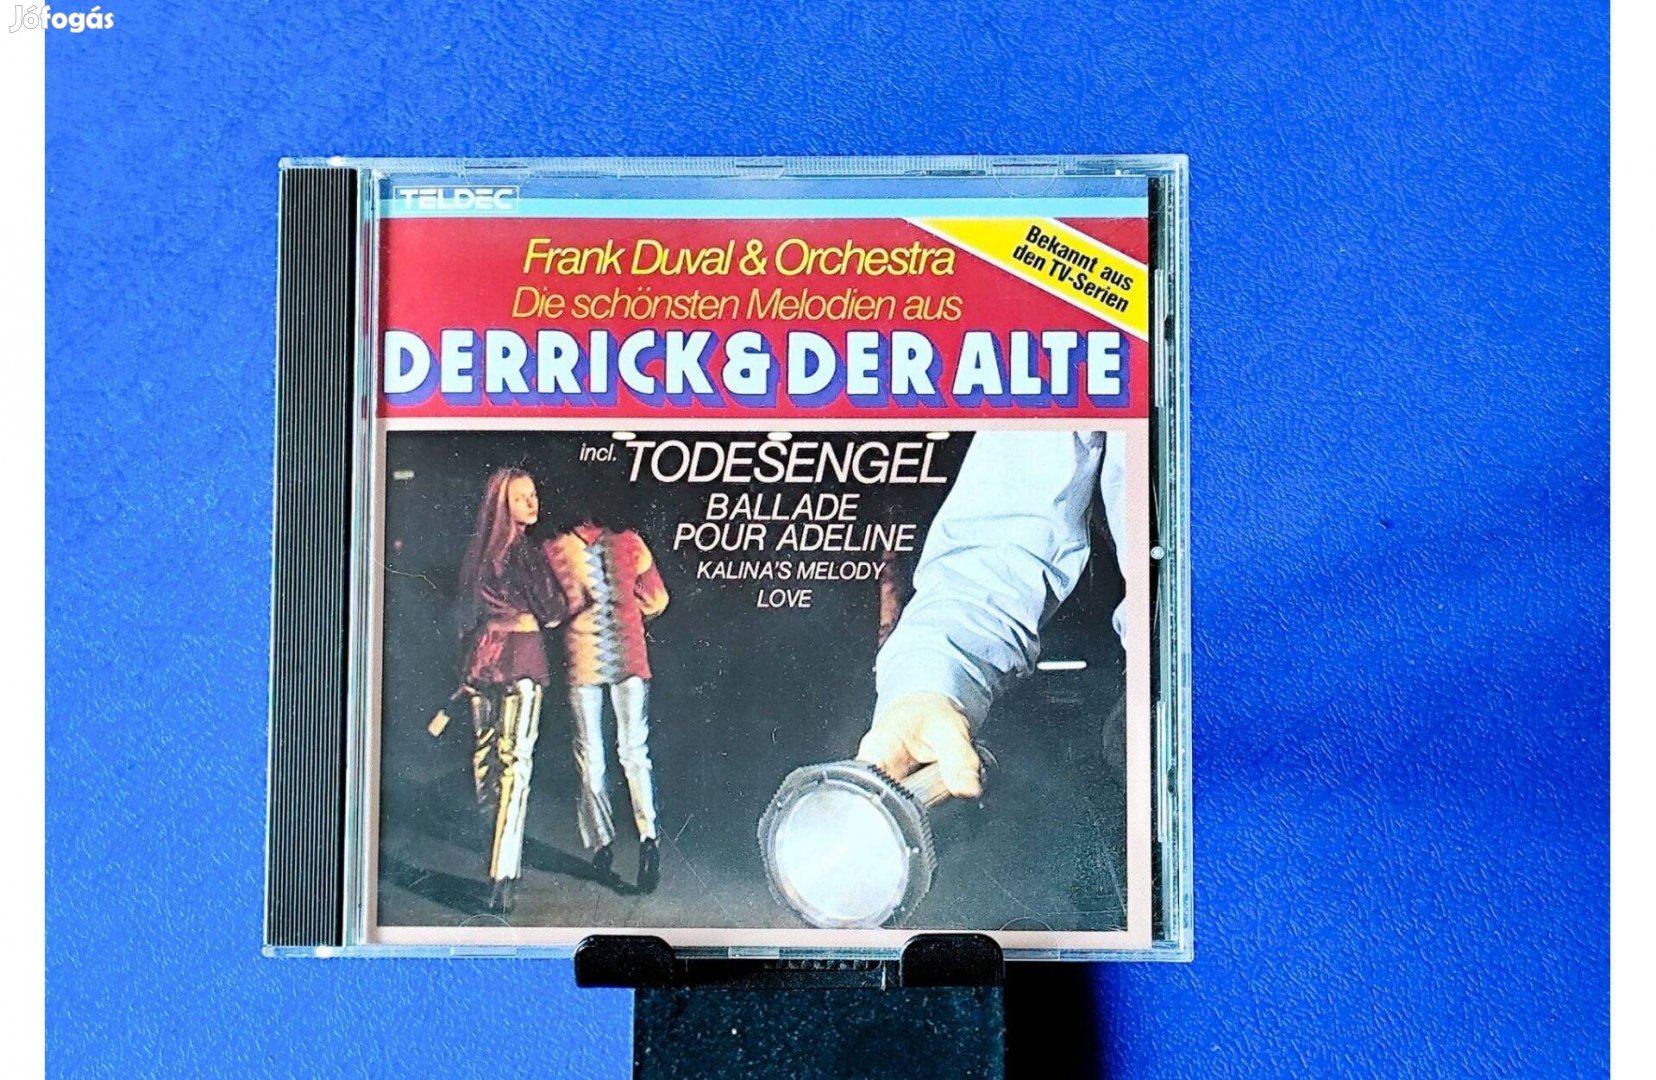 Jófogás
TELDEC
Frank Duval & Orchestra
Die schönsten Melodien aus
DERRICK & DER ALTE
Bekannt aus
den TV-Serien
incl. TODESENGEL
BALLADE
POUR ADELINE
KALINA'S MELODY
LOVE